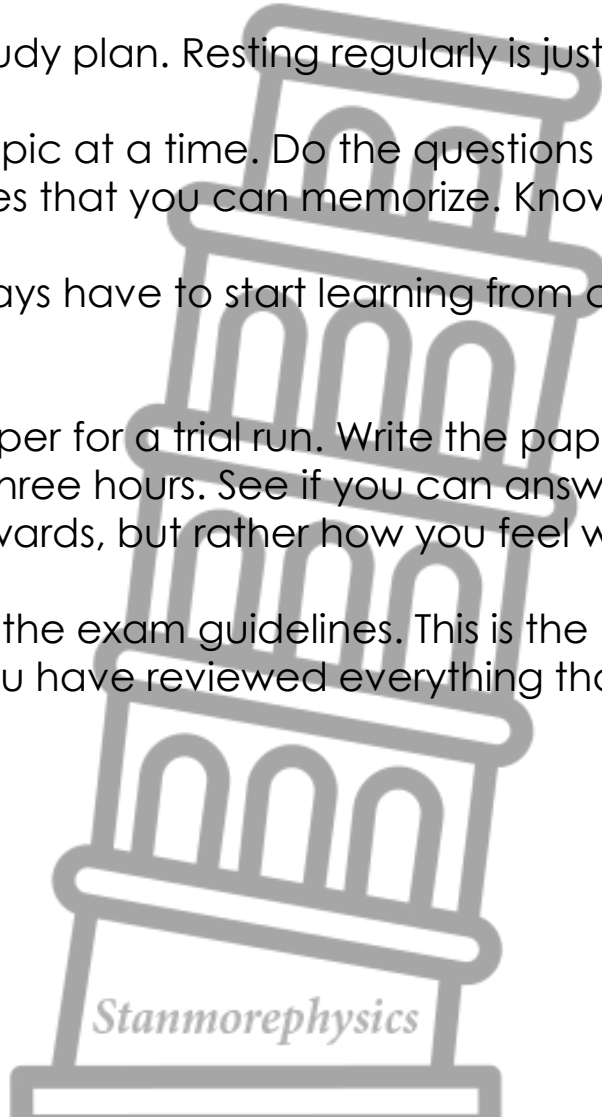 udy plan. Resting regularly is just
pic at a time. Do the questions
es that you can memorize. Know
ays have to start learning from
per for a trial run. Write the pap
hree hours. See if you can answ
wards, but rather how you feel w
the exam guidelines. This is the
u have reviewed everything tha
Stanmorephysics